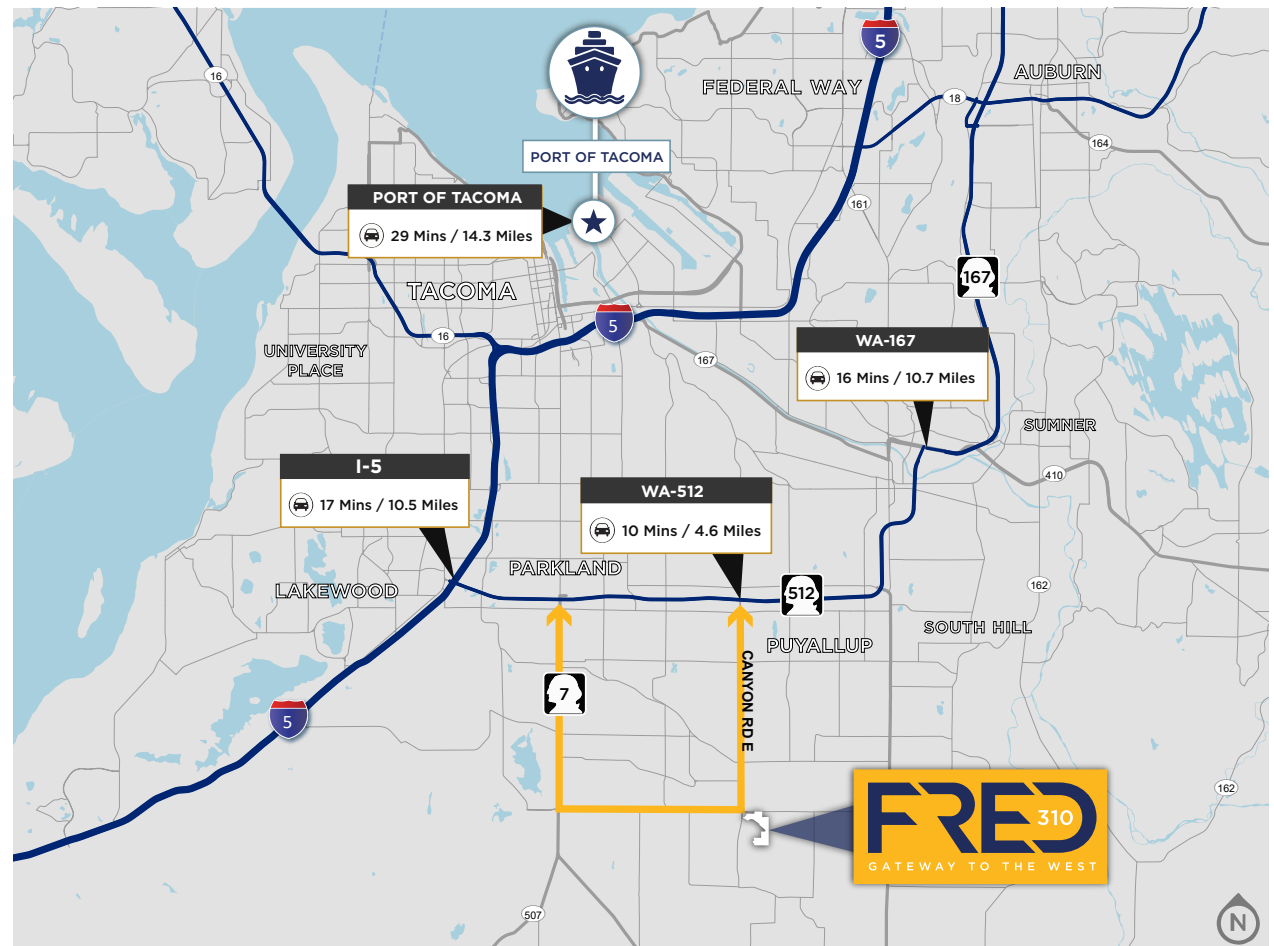 5
AUBURN
FEDERAL WAY
16
18
164
PORT OF TACOMA
PORT OF TACOMA
29 Mins / 14.3 Miles
161
167
TACOMA
5
16
UNIVERSITY
PLACE
167
WA-167
16 Mins / 10.7 Miles
SUMNER
410
I-5
17 Mins / 10.5 Miles
WA-512
10 Mins / 4.6 Miles
PARKLAND
LAKEWOOD
512
162
SOUTH HILL
PUYALLUP
CANYON RD E
7
5
162
FRED
310
GATEWAY TO THE WEST
507
N